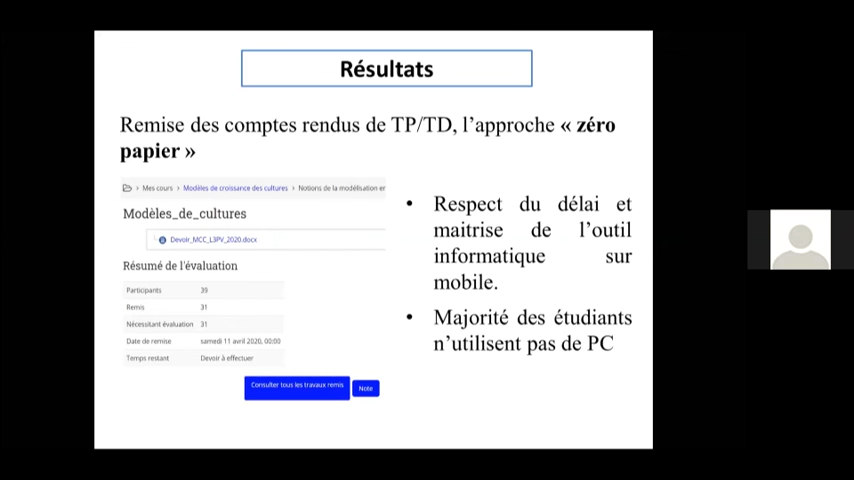 Résultats
Remise des comptes rendus de TP/TD, l'approche « zéro
papier »
Mes cours > Modèles de croissance des cultures > Notions de la modélisation er
Modèles_de_cultures
Devoir_MCC_L3PV_2020.docx
Résumé de l'évaluation
Participants 39
Remis 31
Nécessitant évaluation 31
Date de remise samedi 11 avril 2020, 00:00
Temps restant Devoir à effectuer
Consulter tous les travaux remis Note
• Respect du délai et
maitrise de l'outil
informatique sur
mobile.
• Majorité des étudiants
n'utilisent pas de PC